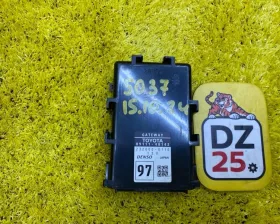 5037
15.12.24
GATEWAY
TOYOTA
DENSO
97
DZ
25